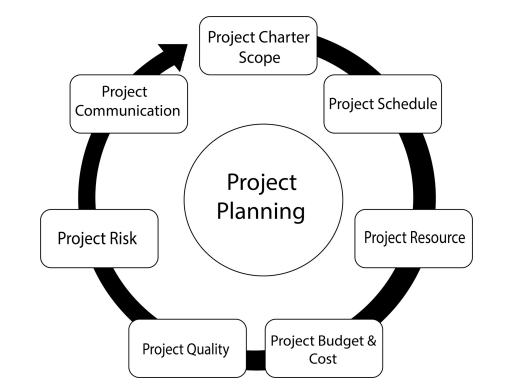 Project Charter
Scope
Project Schedule
Project Resource
Project Budget &
Cost
Project Quality
Project Risk
Project
Communication
Project
Planning